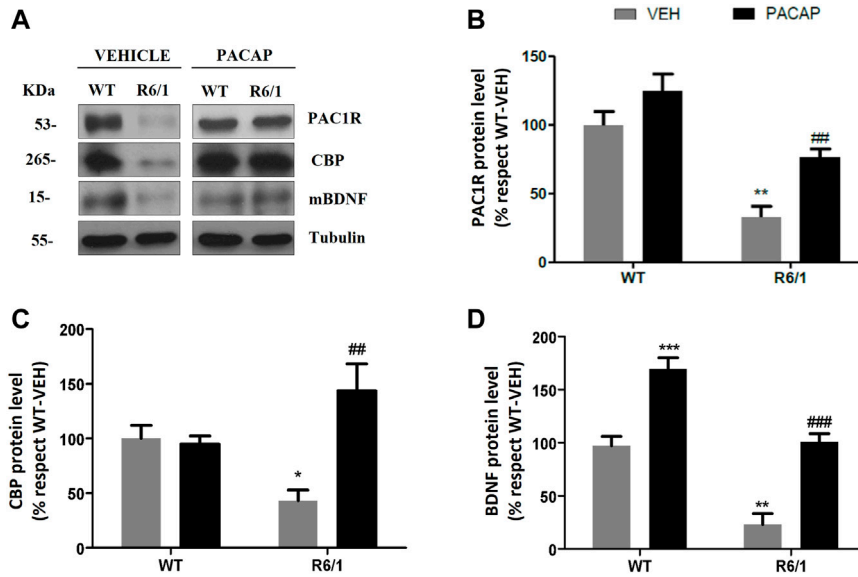 A
VEHICLE PACAP
KDa WT R6/1 WT R6/1
53- PAC1R
265- CBP
15- mBDNF
55- Tubulin
B
VEH PACAP
PAC1R protein level
(% respect WT-VEH)
150
100
50
0
**
##
WT R6/1
C
CBP protein level
(% respect WT-VEH)
200
150
100
50
0
*
##
WT R6/1
D
BDNF protein level
(% respect WT-VEH)
200
150
100
50
0
***
**
###
WT R6/1